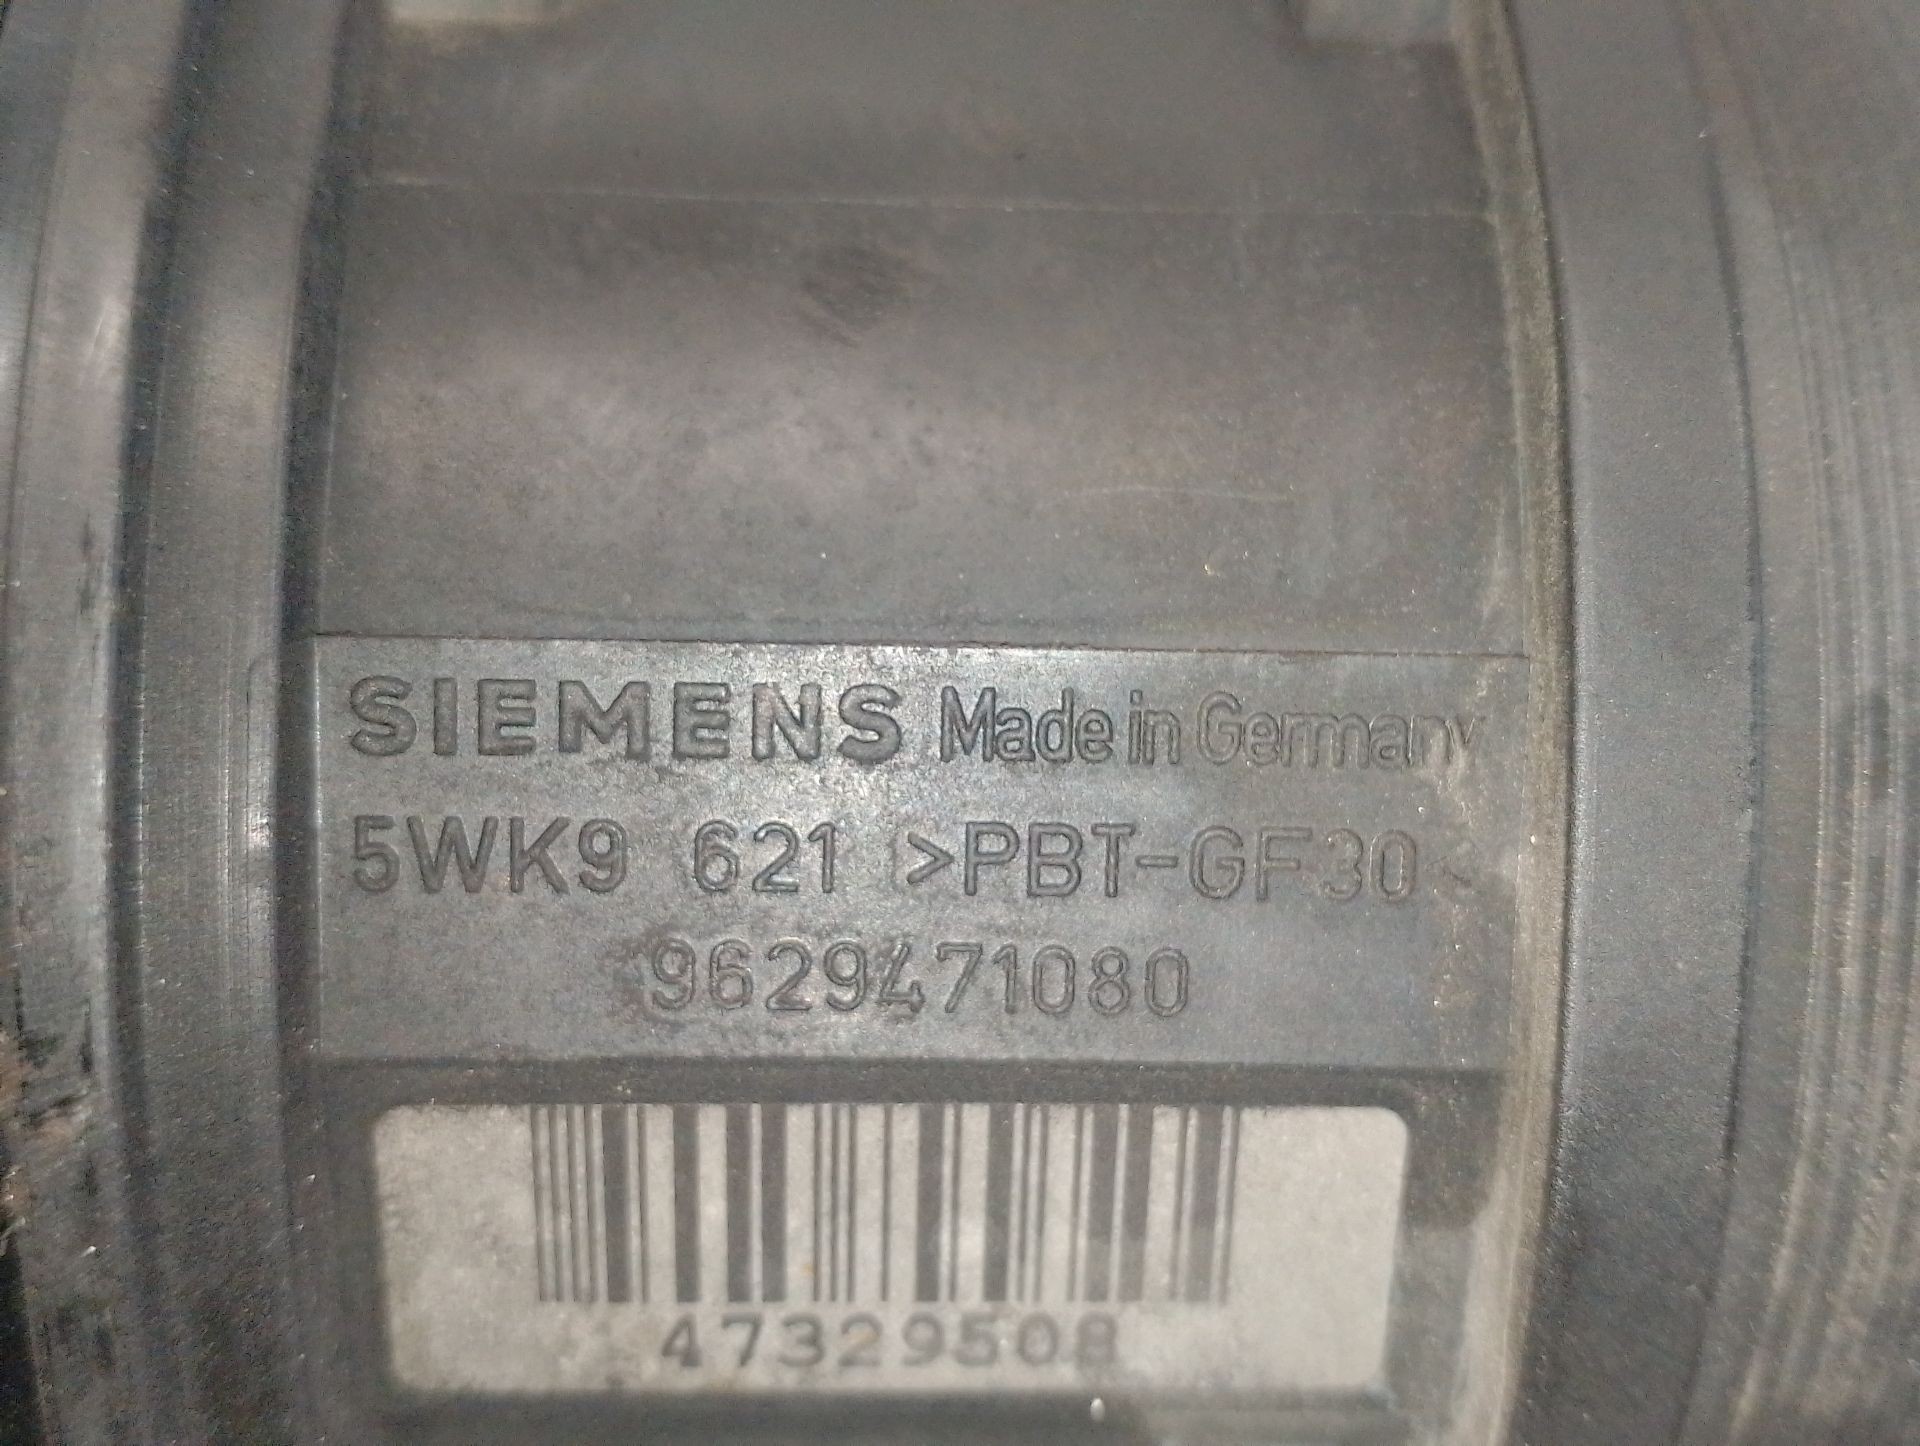 SIEMENS Made in Germany
5WK9 621 >PBT-GF30<
9629471080
47329508